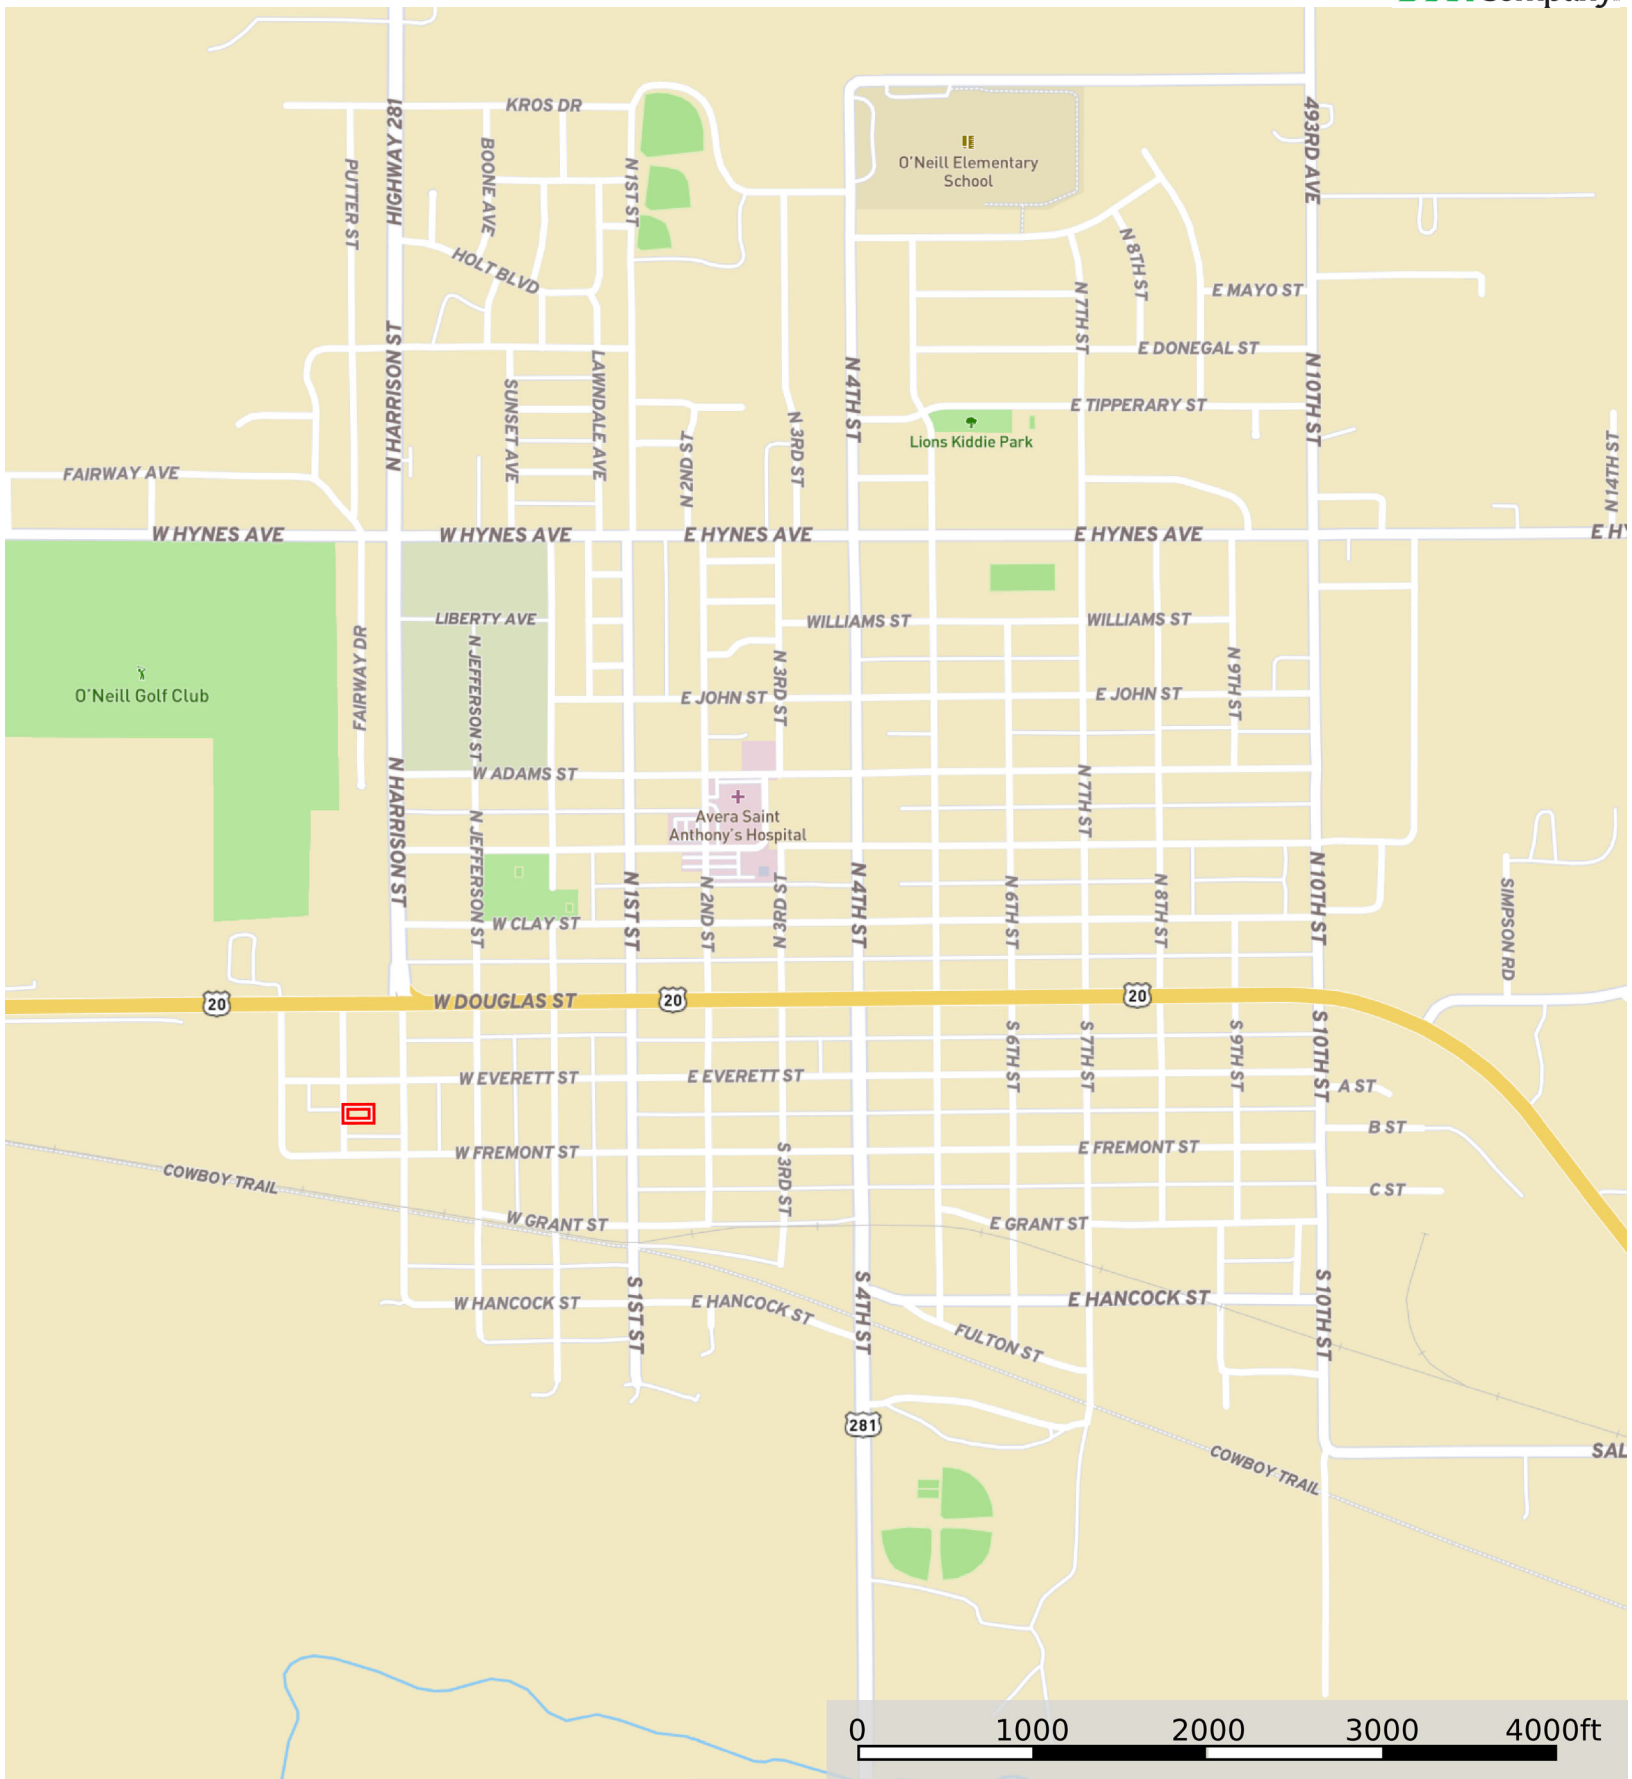 KROS DR
HIGHWAY 281
PUTTER ST
BOONE AVE
N 1ST ST
493RD AVE
O'Neill Elementary
School
HOLT BLVD
N 8TH ST
N 7TH ST
E MAYO ST
E DONEGAL ST
N HARRISON ST
SUNSET AVE
LAWNDALE AVE
N 4TH ST
N 10TH ST
E TIPPERARY ST
N 2ND ST
N 3RD ST
Lions Kiddie Park
N 14TH ST
FAIRWAY AVE
W HYNES AVE
W HYNES AVE
E HYNES AVE
E HYNES AVE
E HY
LIBERTY AVE
WILLIAMS ST
WILLIAMS ST
FAIRWAY DR
N JEFFERSON ST
N 3RD ST
N 9TH ST
O'Neill Golf Club
E JOHN ST
E JOHN ST
W ADAMS ST
N HARRISON ST
N JEFFERSON ST
Avera Saint
Anthony's Hospital
N 7TH ST
N 1ST ST
N 2ND ST
N 3RD ST
N 4TH ST
N 6TH ST
N 8TH ST
N 10TH ST
SIMPSON RD
W CLAY ST
20
W DOUGLAS ST
20
20
S 6TH ST
S 7TH ST
S 9TH ST
S 10TH ST
W EVERETT ST
E EVERETT ST
A ST
B ST
W FREMONT ST
E FREMONT ST
COWBOY TRAIL
S 3RD ST
C ST
W GRANT ST
E GRANT ST
W HANCOCK ST
E HANCOCK ST
E HANCOCK ST
S 1ST ST
S 4TH ST
S 10TH ST
FULTON ST
281
COWBOY TRAIL
SAL
0 1000 2000 3000 4000ft